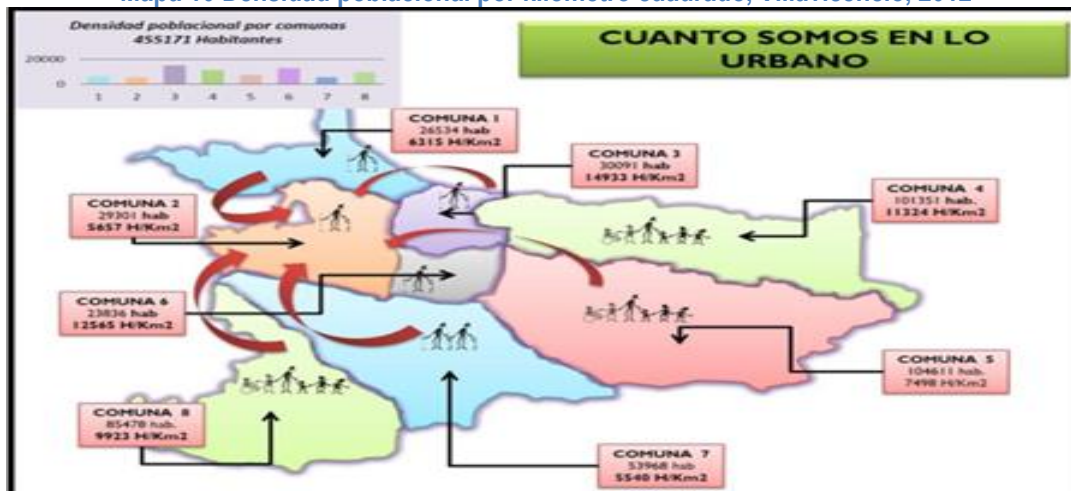 Densidad poblacional por comunas
455171 Habitantes
20000
0
1 2 3 4 5 6 7 8
CUANTO SOMOS EN LO
URBANO
COMUNA 1
26534 hab
6315 H/Km2
COMUNA 3
30091 hab
14933 H/Km2
COMUNA 4
101351 hab.
11324 H/Km2
COMUNA 2
29301 hab
5657 H/Km2
COMUNA 6
23836 hab
12565 H/Km2
COMUNA 5
104611 hab.
7498 H/Km2
COMUNA 8
85478 hab.
9923 H/Km2
COMUNA 7
53968 hab
5540 H/Km2